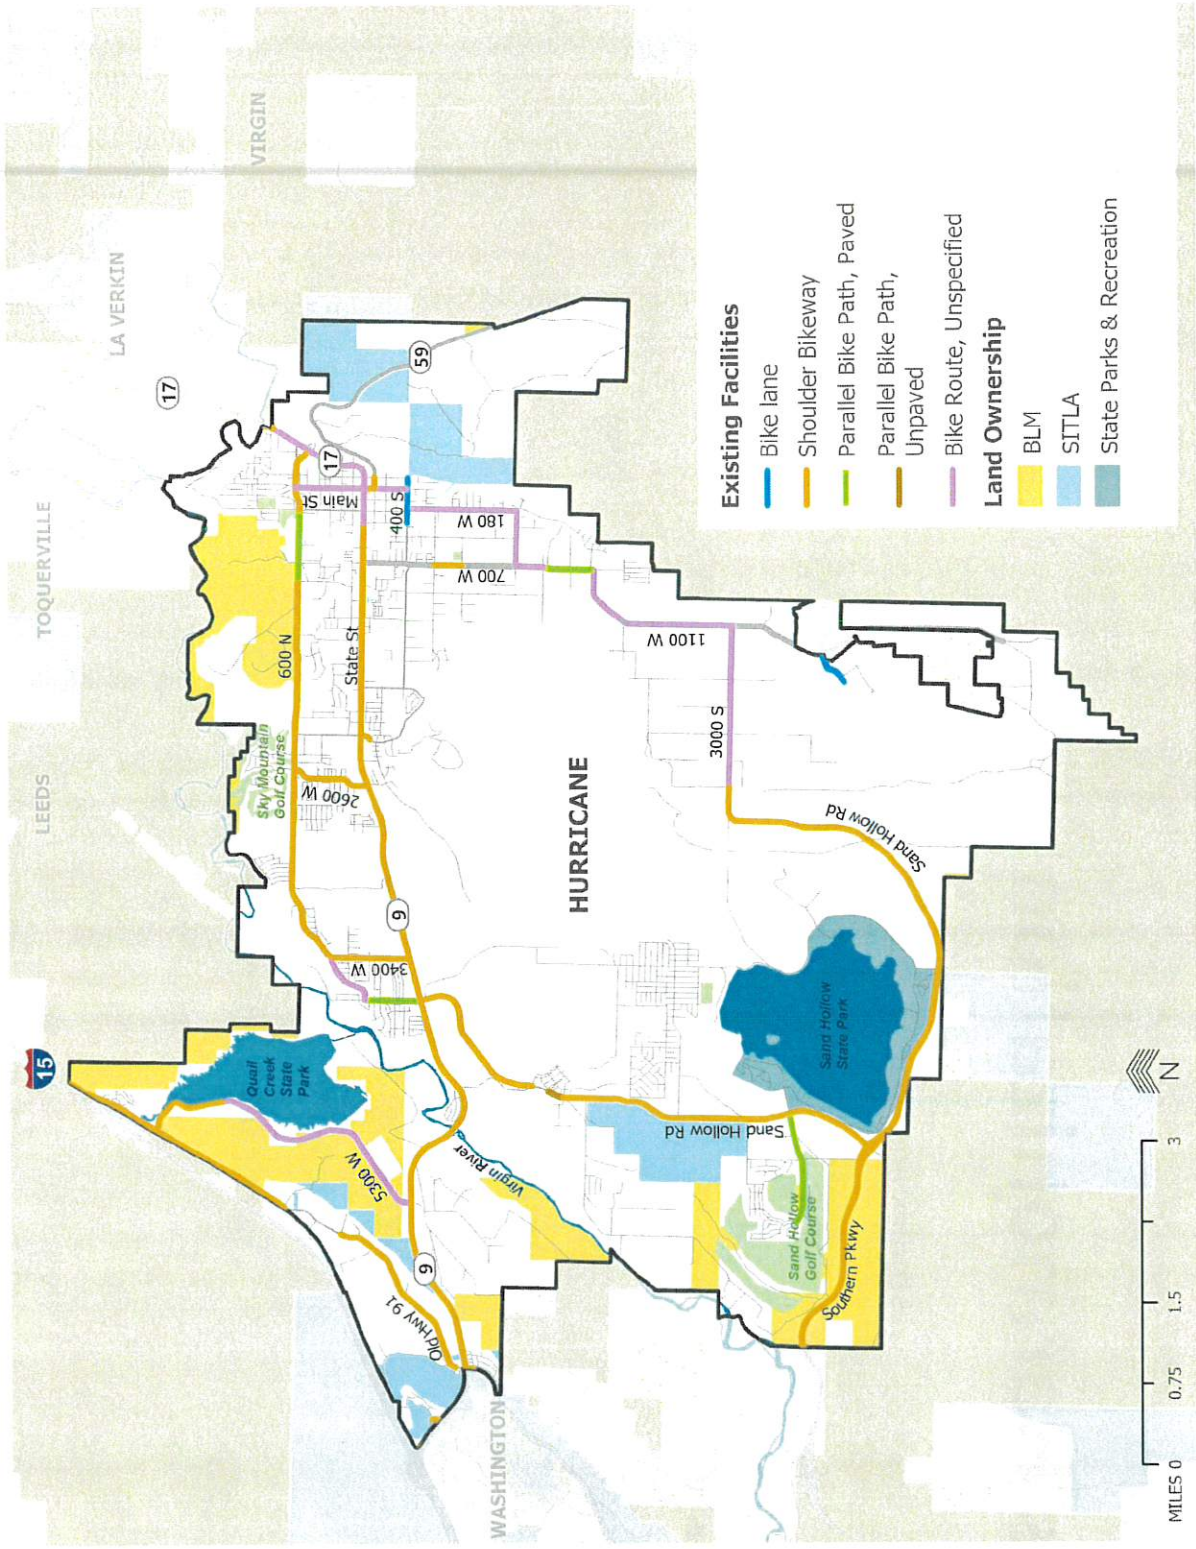 LEEDS
TOQUERVILLE
LA VERKIN
VIRGIN
15
17
Quail
Creek
State
Park
5300 W
Sky Mountain
Golf Course
600 N
2600 W
3400 W
State St
Main St
17
400 S
59
9
9
Old Hwy 91
Virgin River
180 W
700 W
1100 W
3000 S
HURRICANE
WASHINGTON
Sand Hollow Rd
Sand Hollow Rd
Sand Hollow
State Park
Sand Hollow
Golf Course
Southern Pkwy
Existing Facilities
Bike lane
Shoulder Bikeway
Parallel Bike Path, Paved
Parallel Bike Path,
Unpaved
Bike Route, Unspecified
Land Ownership
BLM
SITLA
State Parks & Recreation
MILES 0 0.75 1.5 3
N